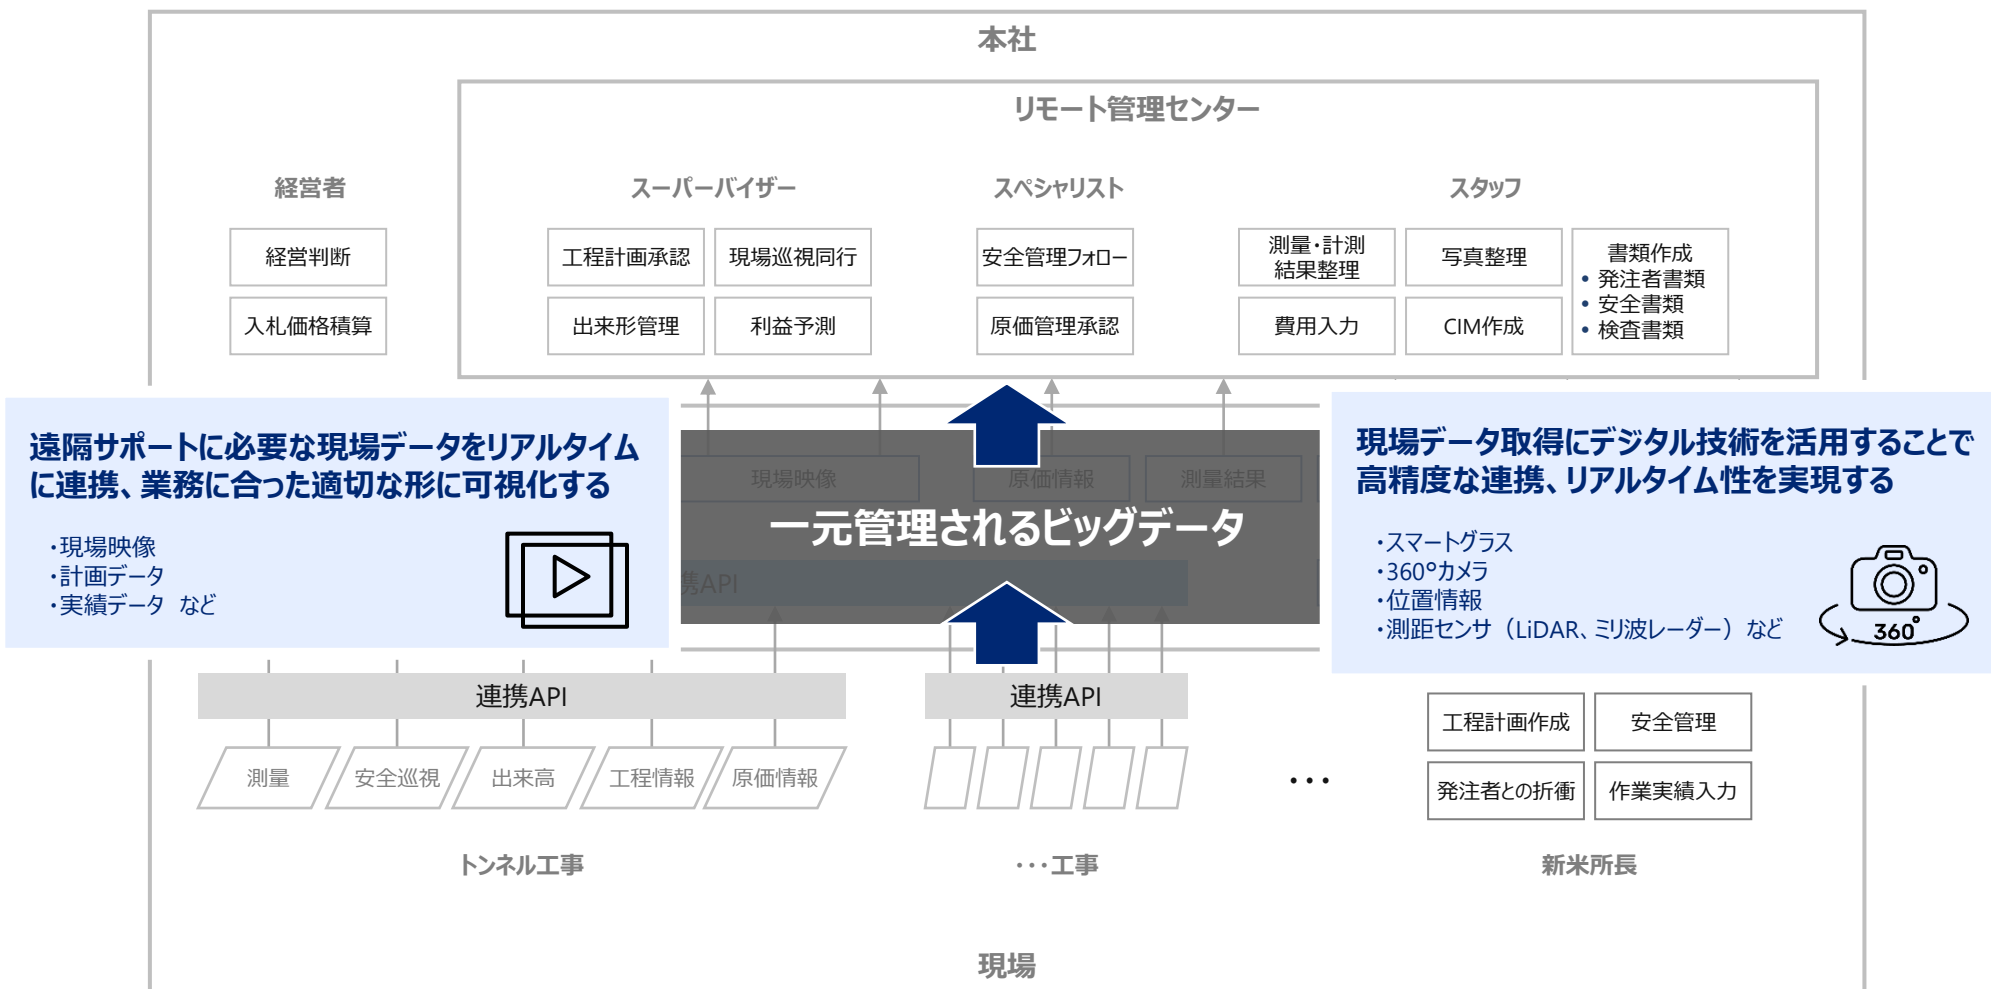 本社
リモート管理センター
経営者
スーパーバイザー
スペシャリスト
スタッフ
経営判断
入札価格積算
工程計画承認
現場巡視同行
出来形管理
利益予測
安全管理フォロー
原価管理承認
測量・計測
結果整理
写真整理
費用入力
CIM作成
書類作成
• 発注者書類
• 安全書類
• 検査書類
遠隔サポートに必要な現場データをリアルタイム
に連携、業務に合った適切な形に可視化する
・現場映像
・計画データ
・実績データ など
現場映像
原価情報
測量結果
一元管理されるビッグデータ
携API
現場データ取得にデジタル技術を活用することで
高精度な連携、リアルタイム性を実現する
・スマートグラス
・360°カメラ
・位置情報
・測距センサ（LiDAR、ミリ波レーダー）など
360°
連携API
連携API
測量
安全巡視
出来高
工程情報
原価情報
･･･
工程計画作成
安全管理
発注者との折衝
作業実績入力
トンネル工事
･･･工事
新米所長
現場